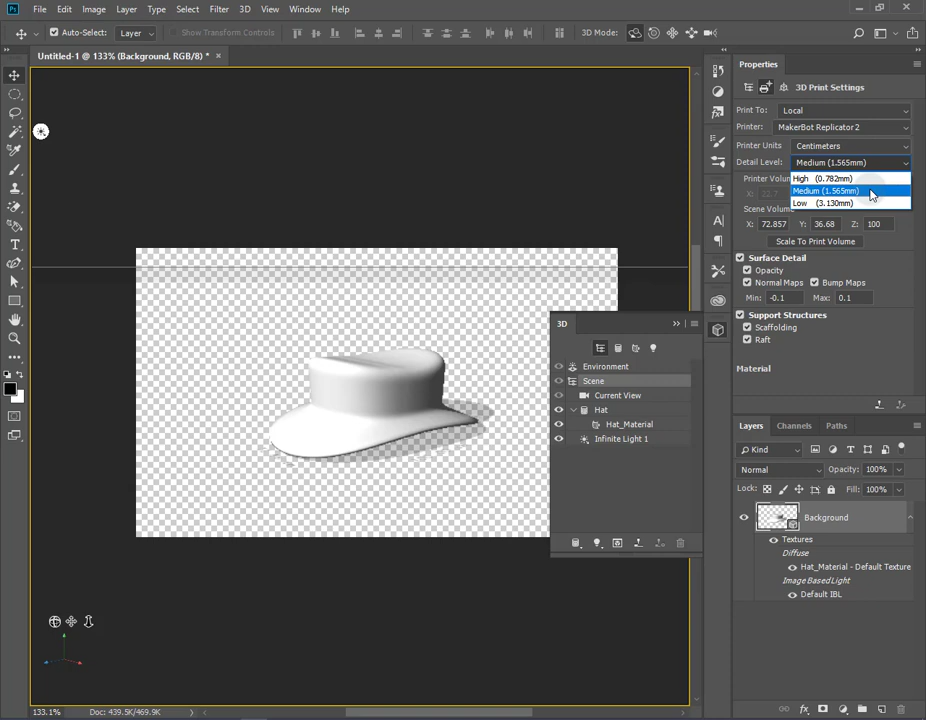 Ps File Edit Image Layer Type Select Filter 3D View Window Help
Auto-Select: Layer Show Transform Controls 3D Mode:
Untitled-1 @ 133% (Background, RGB/8) *
Properties
3D Print Settings
Print To: Local
Printer: MakerBot Replicator 2
Printer Units Centimeters
Detail Level: Medium (1.565mm)
High (0.782mm)
Medium (1.565mm)
Low (3.130mm)
Printer Volu
X: 22.7
Scene Volume
X: 72.857 Y: 36.68 Z: 100
Scale To Print Volume
Surface Detail
Opacity
Normal Maps Bump Maps
Min: -0.1 Max: 0.1
Support Structures
Scaffolding
Raft
Material
3D
Environment
Scene
Current View
Hat
Hat_Material
Infinite Light 1
Layers Channels Paths
Kind
Normal Opacity: 100%
Lock: Fill: 100%
Background
Textures
Diffuse
Hat_Material - Default Texture
Image Based Light
Default IBL
133.1% Doc: 439.5K/469.9K